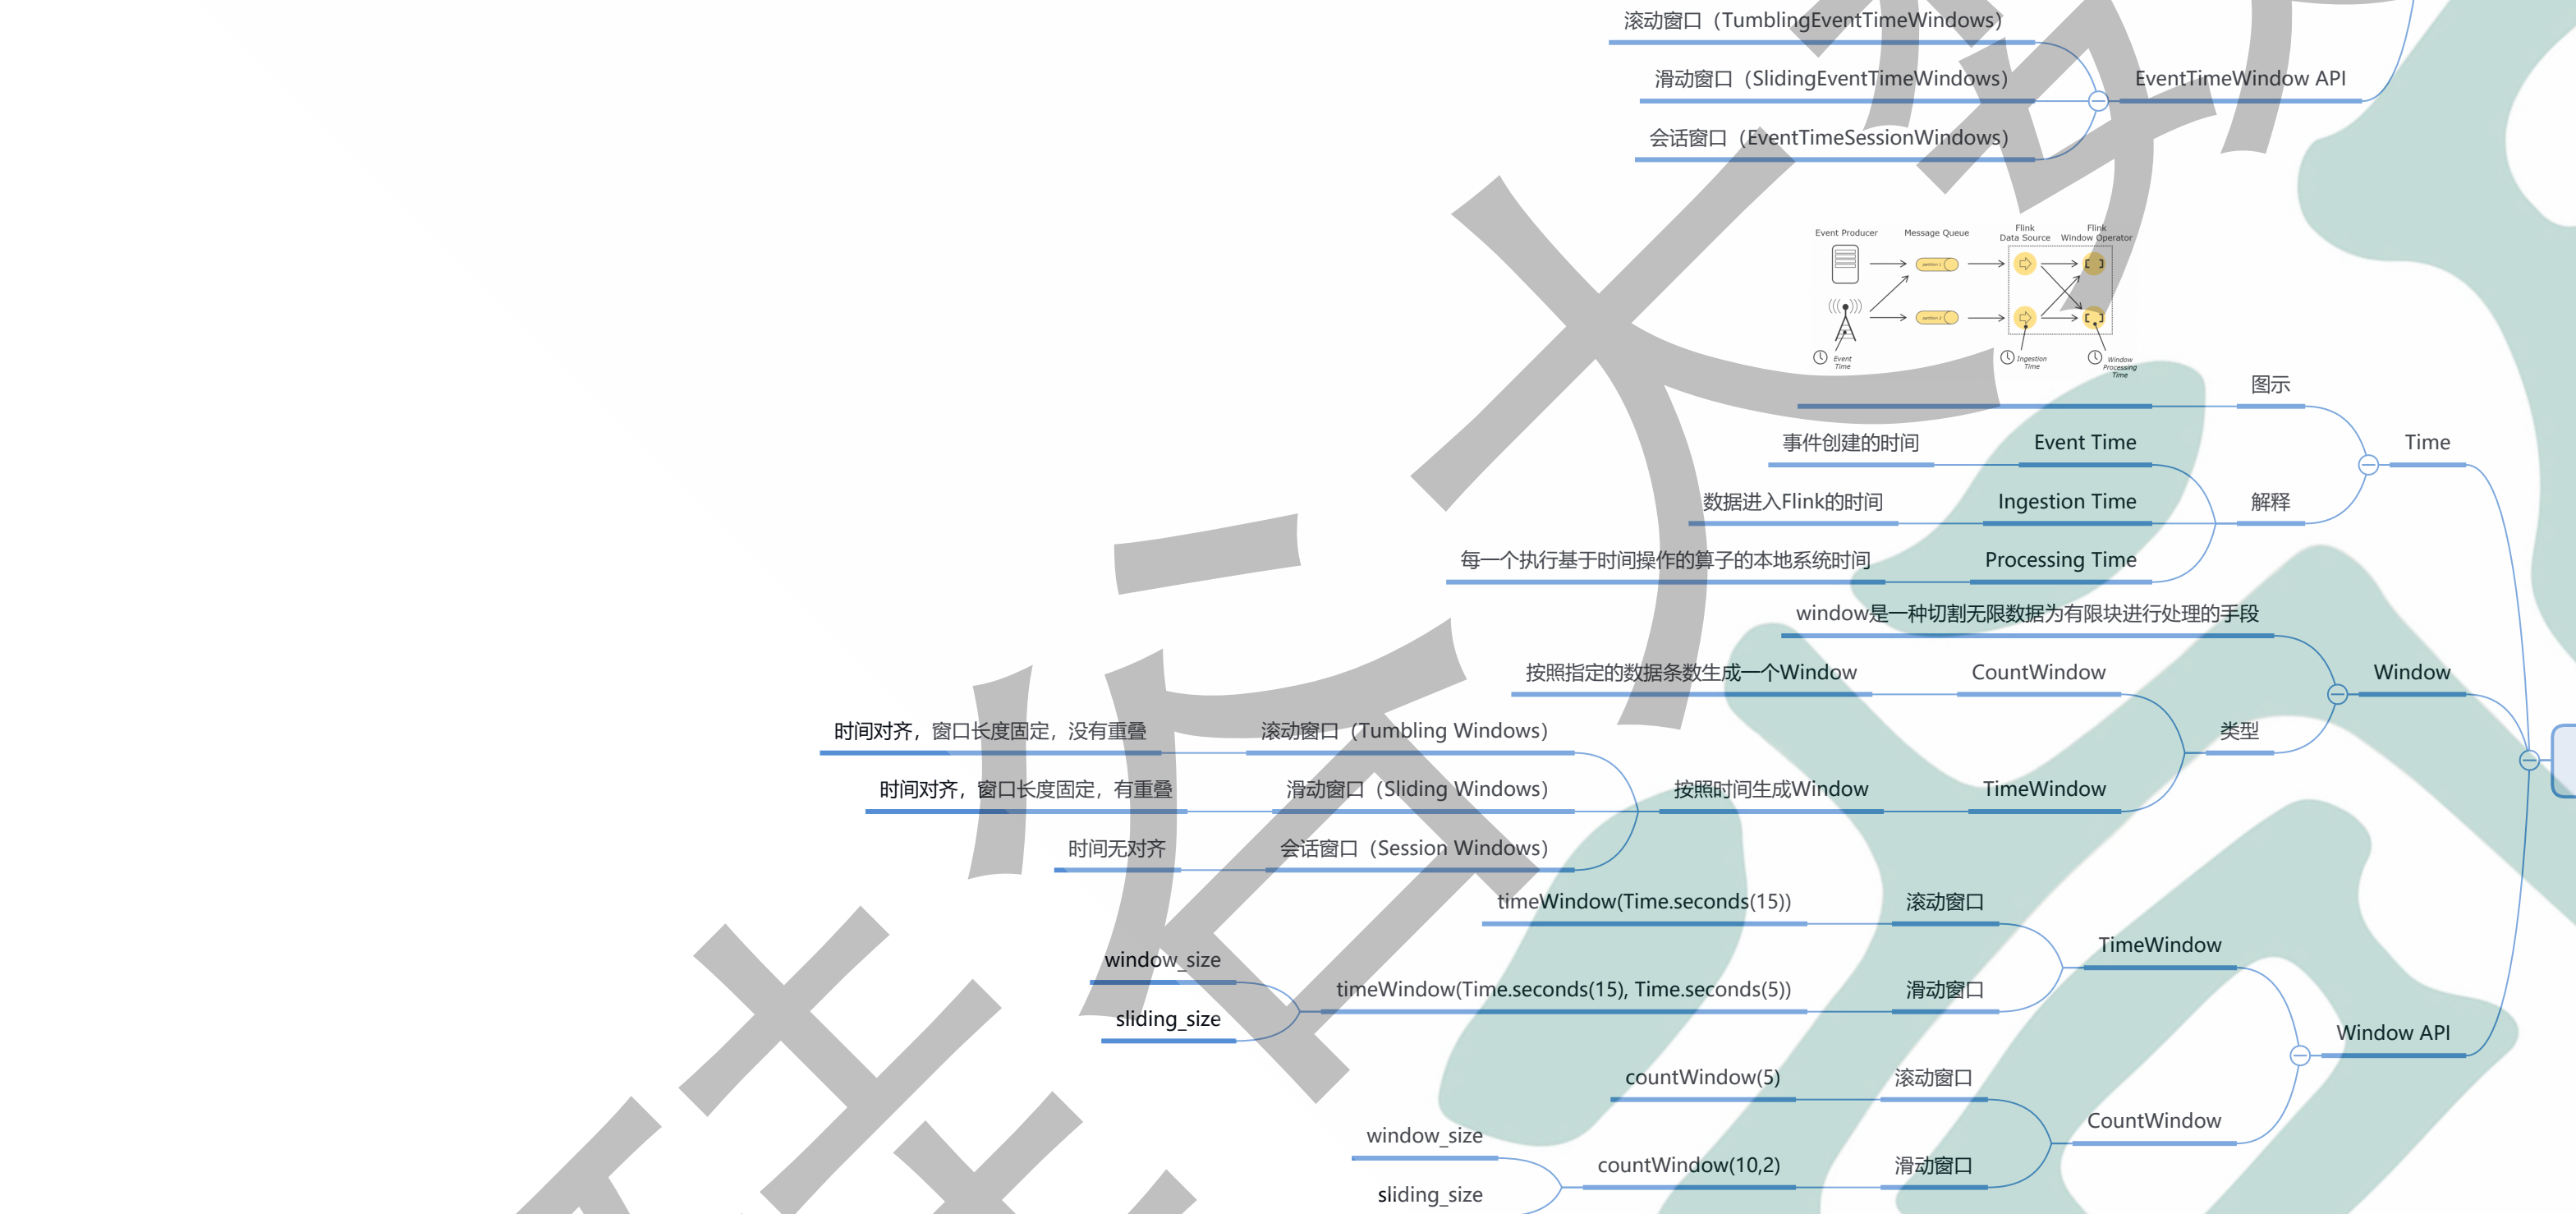 滚动窗口（TumblingEventTimeWindows）
滑动窗口（SlidingEventTimeWindows）
EventTimeWindow API
会话窗口（EventTimeSessionWindows）
Event Producer
Message Queue
Flink
Data Source
Flink
Window Operator
partition 1
partition 2
Event
Time
Ingestion
Time
Window
Processing
Time
图示
Time
事件创建的时间
Event Time
数据进入Flink的时间
Ingestion Time
解释
每一个执行基于时间操作的算子的本地系统时间
Processing Time
window是一种切割无限数据为有限块进行处理的手段
Window
按照指定的数据条数生成一个Window
CountWindow
类型
时间对齐，窗口长度固定，没有重叠
滚动窗口（Tumbling Windows）
时间对齐，窗口长度固定，有重叠
滑动窗口（Sliding Windows）
按照时间生成Window
TimeWindow
时间无对齐
会话窗口（Session Windows）
timeWindow(Time.seconds(15))
滚动窗口
TimeWindow
window_size
timeWindow(Time.seconds(15), Time.seconds(5))
滑动窗口
sliding_size
Window API
countWindow(5)
滚动窗口
CountWindow
window_size
countWindow(10,2)
滑动窗口
sliding_size